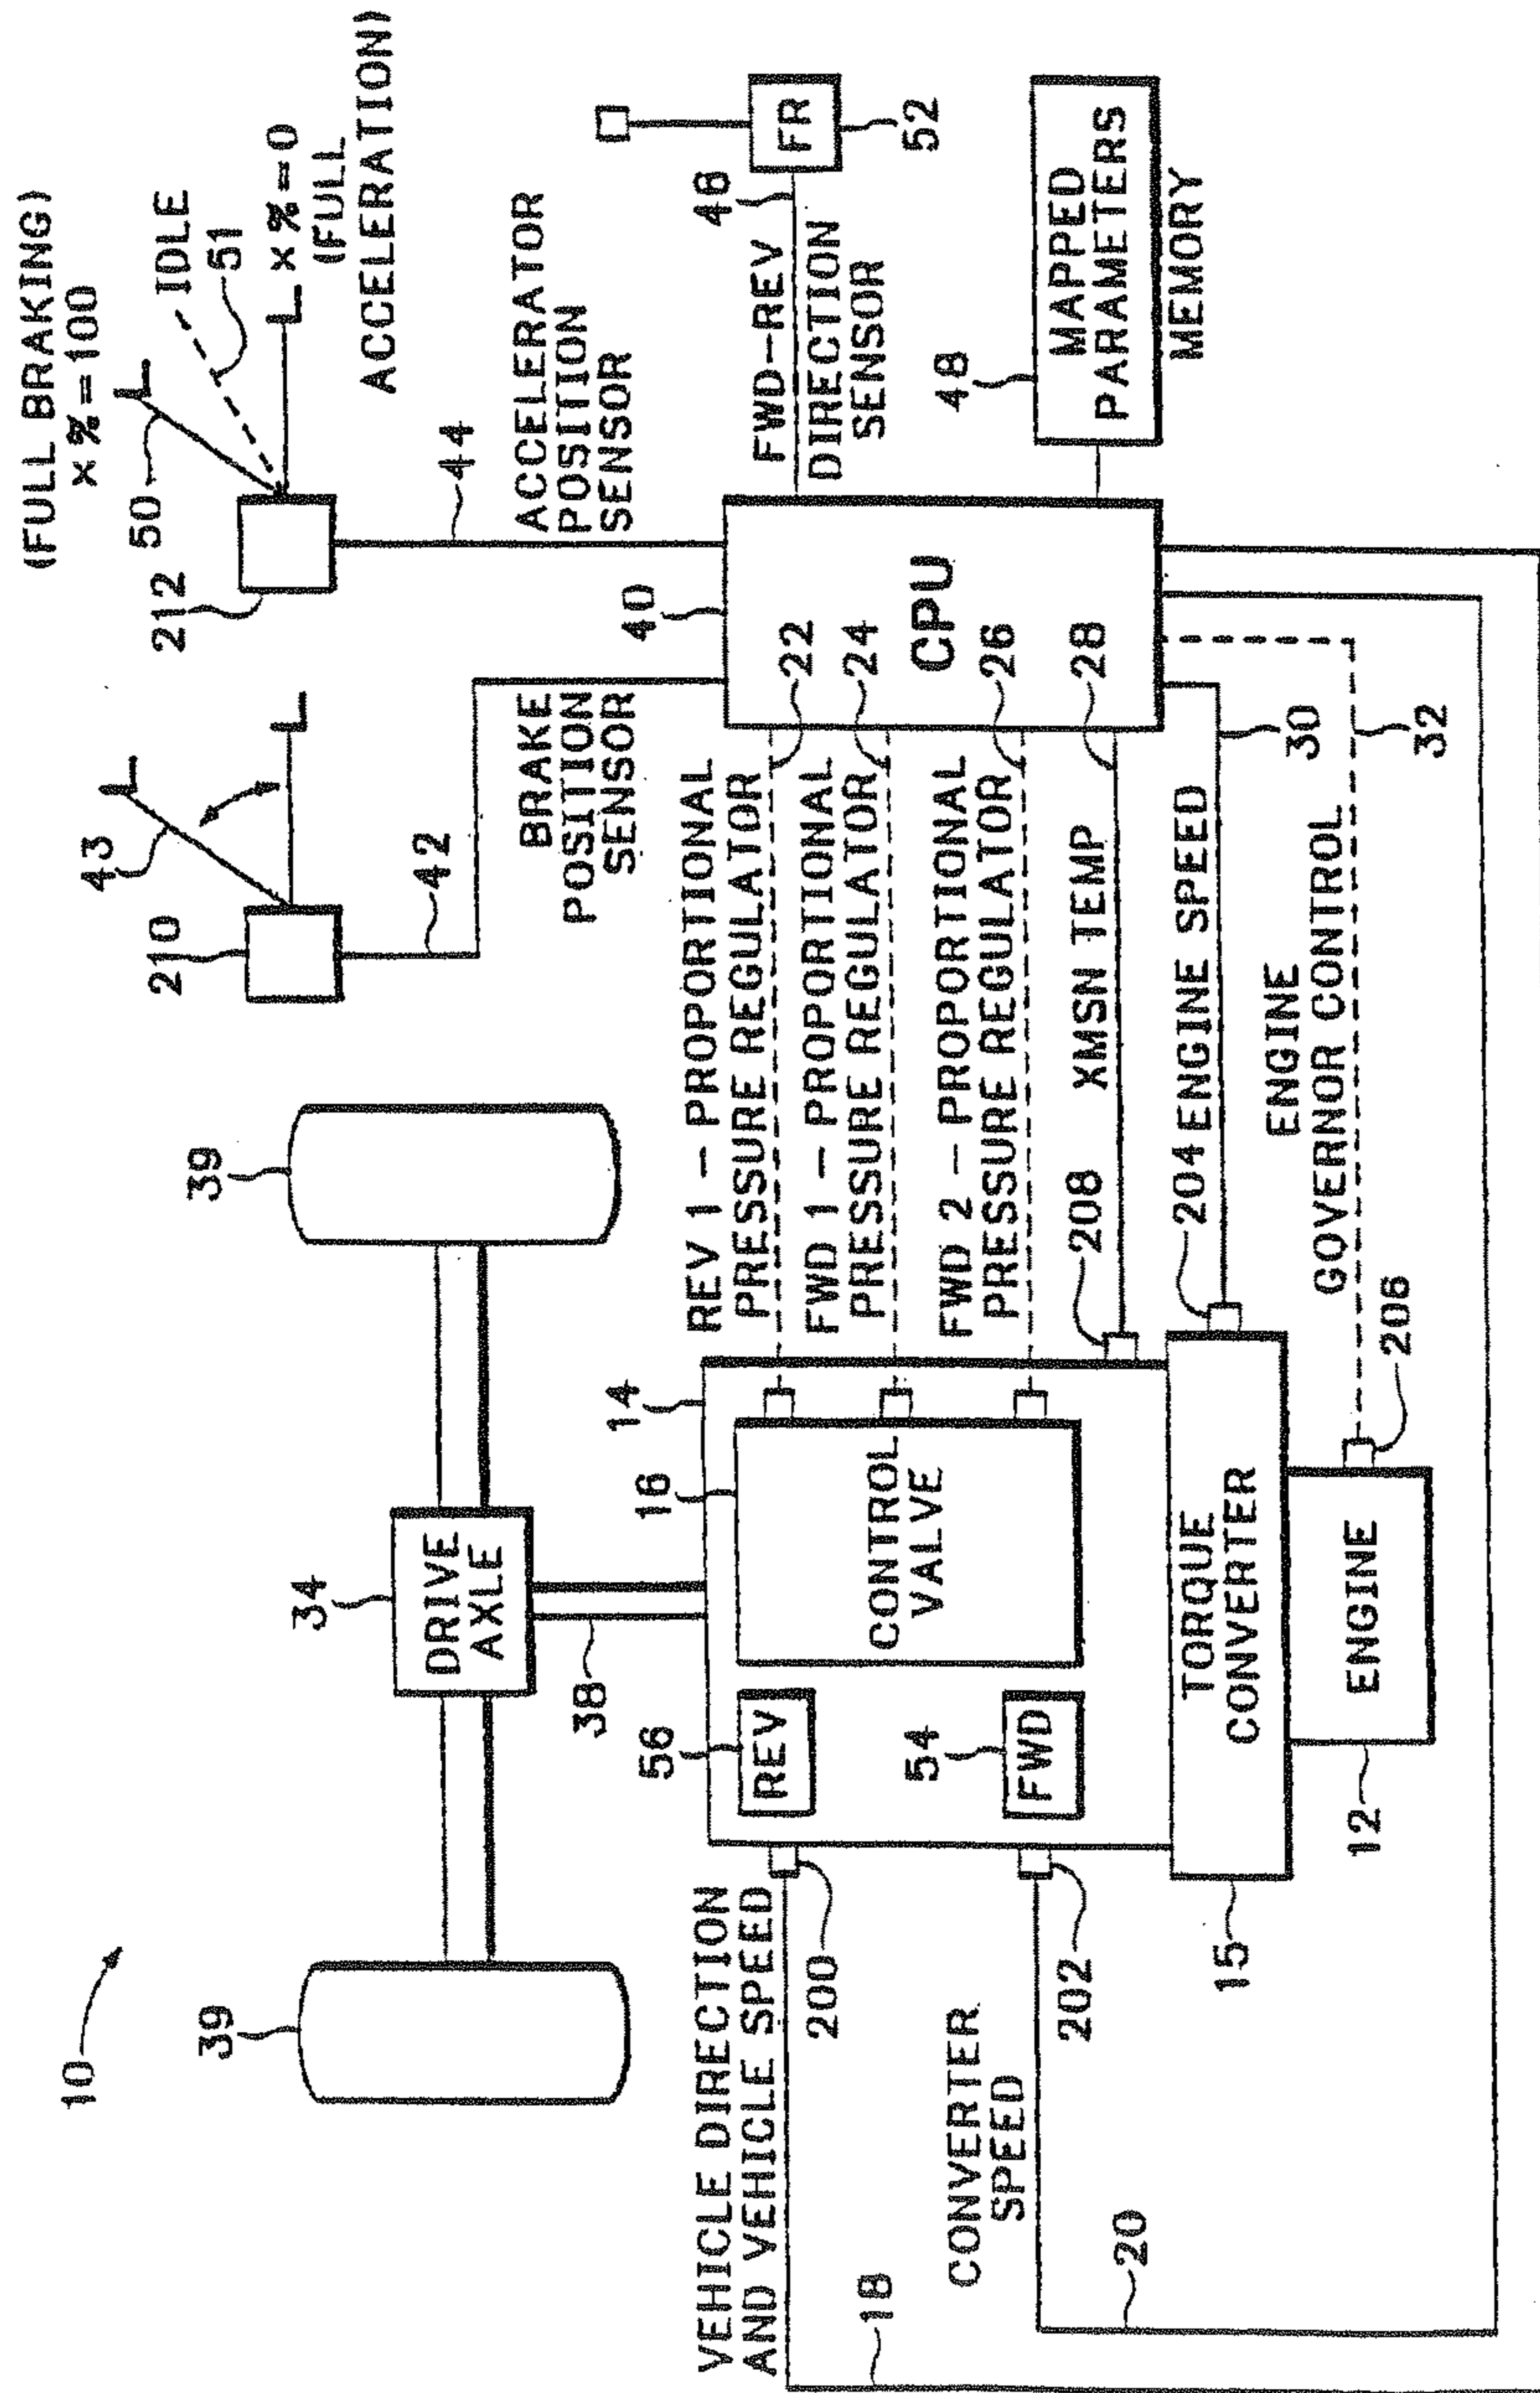 10
39
39
34
DRIVE
AXLE
38
43
210
42
BRAKE
POSITION
SENSOR
(FULL BRAKING)
x%=100
50
IDLE
51
x%=0
(FULL
ACCELERATION)
212
44
ACCELERATOR
POSITION
SENSOR
VEHICLE DIRECTION
AND VEHICLE SPEED
200
18
CONVERTER
SPEED
202
20
56
REV
54
FWD
16
14
CONTROL
VALVE
TORQUE
CONVERTER
15
ENGINE
12
REV 1 - PROPORTIONAL
PRESSURE REGULATOR
22
FWD 1 - PROPORTIONAL
PRESSURE REGULATOR
24
FWD 2 - PROPORTIONAL
PRESSURE REGULATOR
26
208
XMSN TEMP
28
204
ENGINE SPEED
30
ENGINE
GOVERNOR CONTROL
32
206
40
CPU
46
FR
52
FWD-REV
DIRECTION
SENSOR
48
MAPPED
PARAMETERS
MEMORY